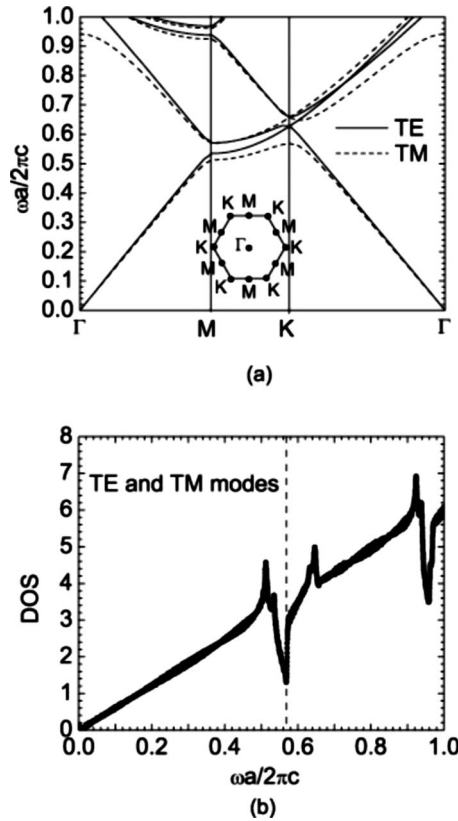 1.0
0.9
0.8
0.7
0.6
0.5
0.4
0.3
0.2
0.1
0.0
ωa/2πc
TE
TM
K M K
M M
K Γ K
M M
K M K
Γ M K Γ
(a)
8
7
6
5
4
3
2
1
0
DOS
TE and TM modes
0.0 0.2 0.4 0.6 0.8 1.0
ωa/2πc
(b)